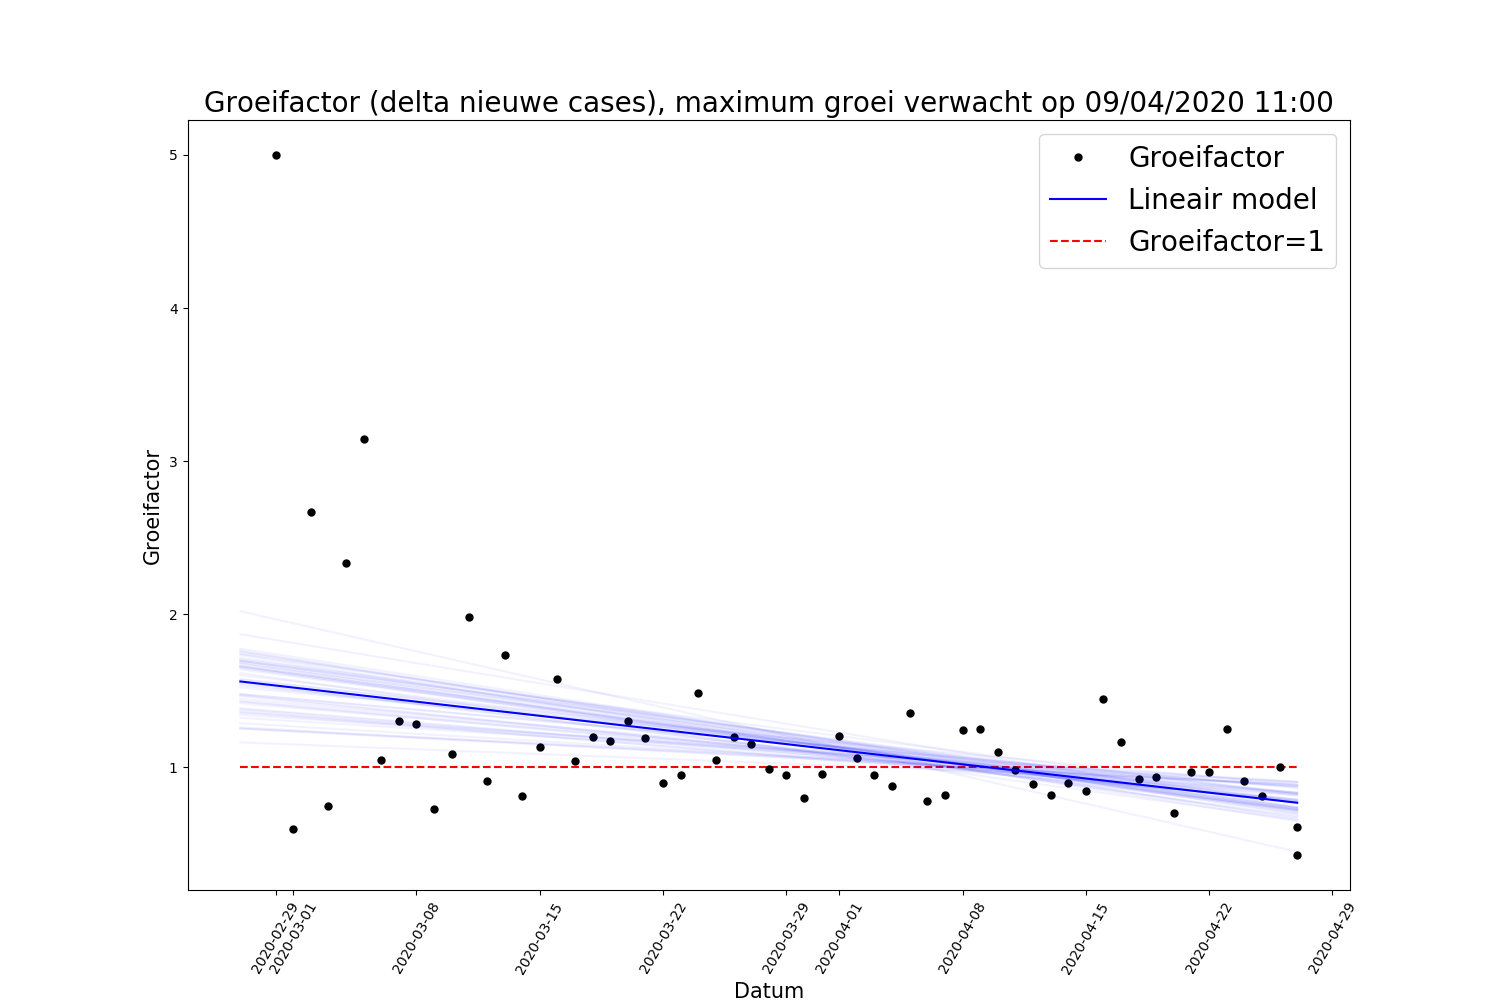 Groeifactor (delta nieuwe cases), maximum groei verwacht op 09/04/2020 11:00
Groeifactor
Lineair model
Groeifactor=1
5
4
3
2
1
Groeifactor
2020-02-29
2020-03-01
2020-03-08
2020-03-15
2020-03-22
2020-03-29
2020-04-01
2020-04-08
2020-04-15
2020-04-22
2020-04-29
Datum